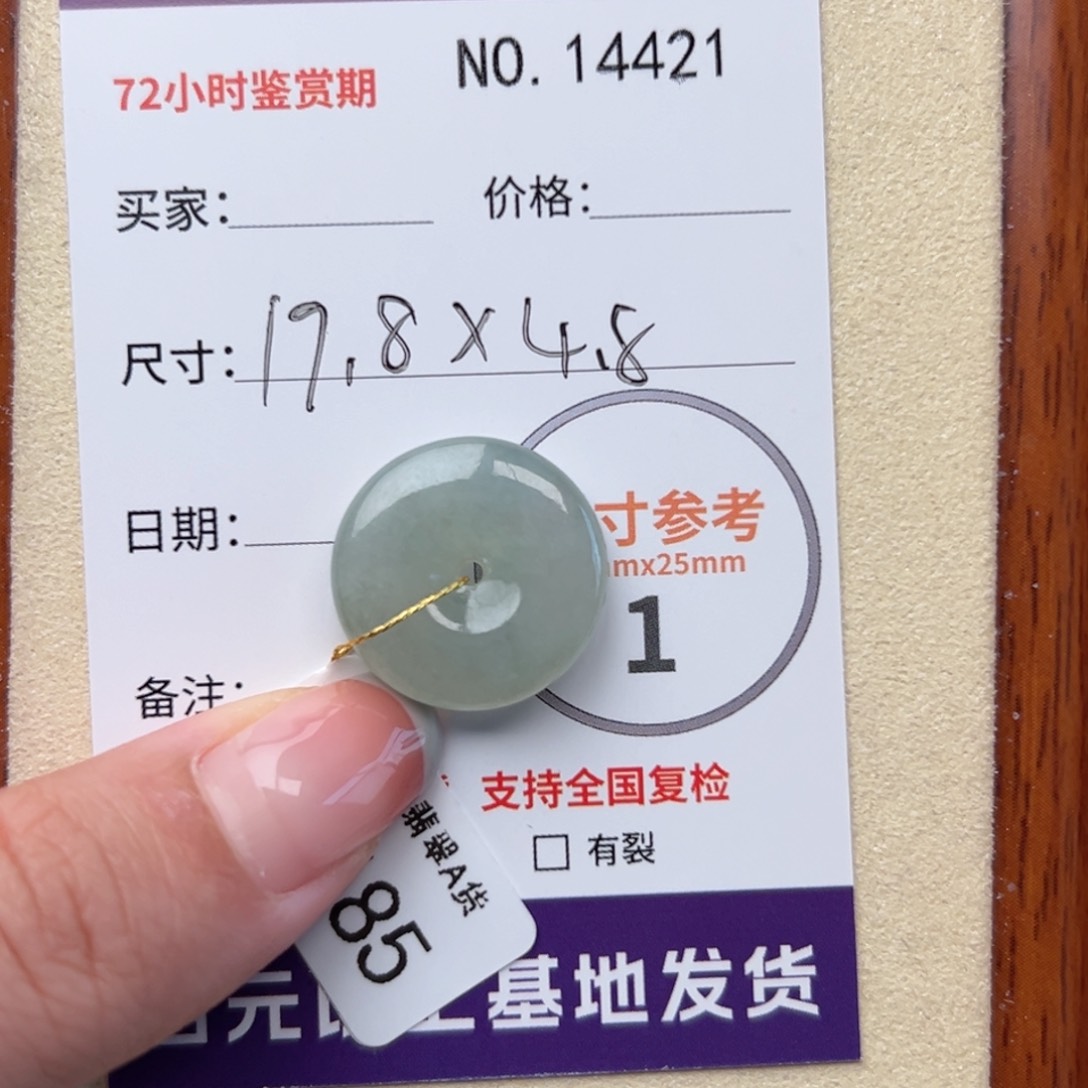 72小时鉴赏期
NO. 14421
买家：
价格：
尺寸：17.8×4.8
日期：
寸参考
mx25mm
1
备注：
支持全国复检
有裂
翡翠A货
85
基地发货